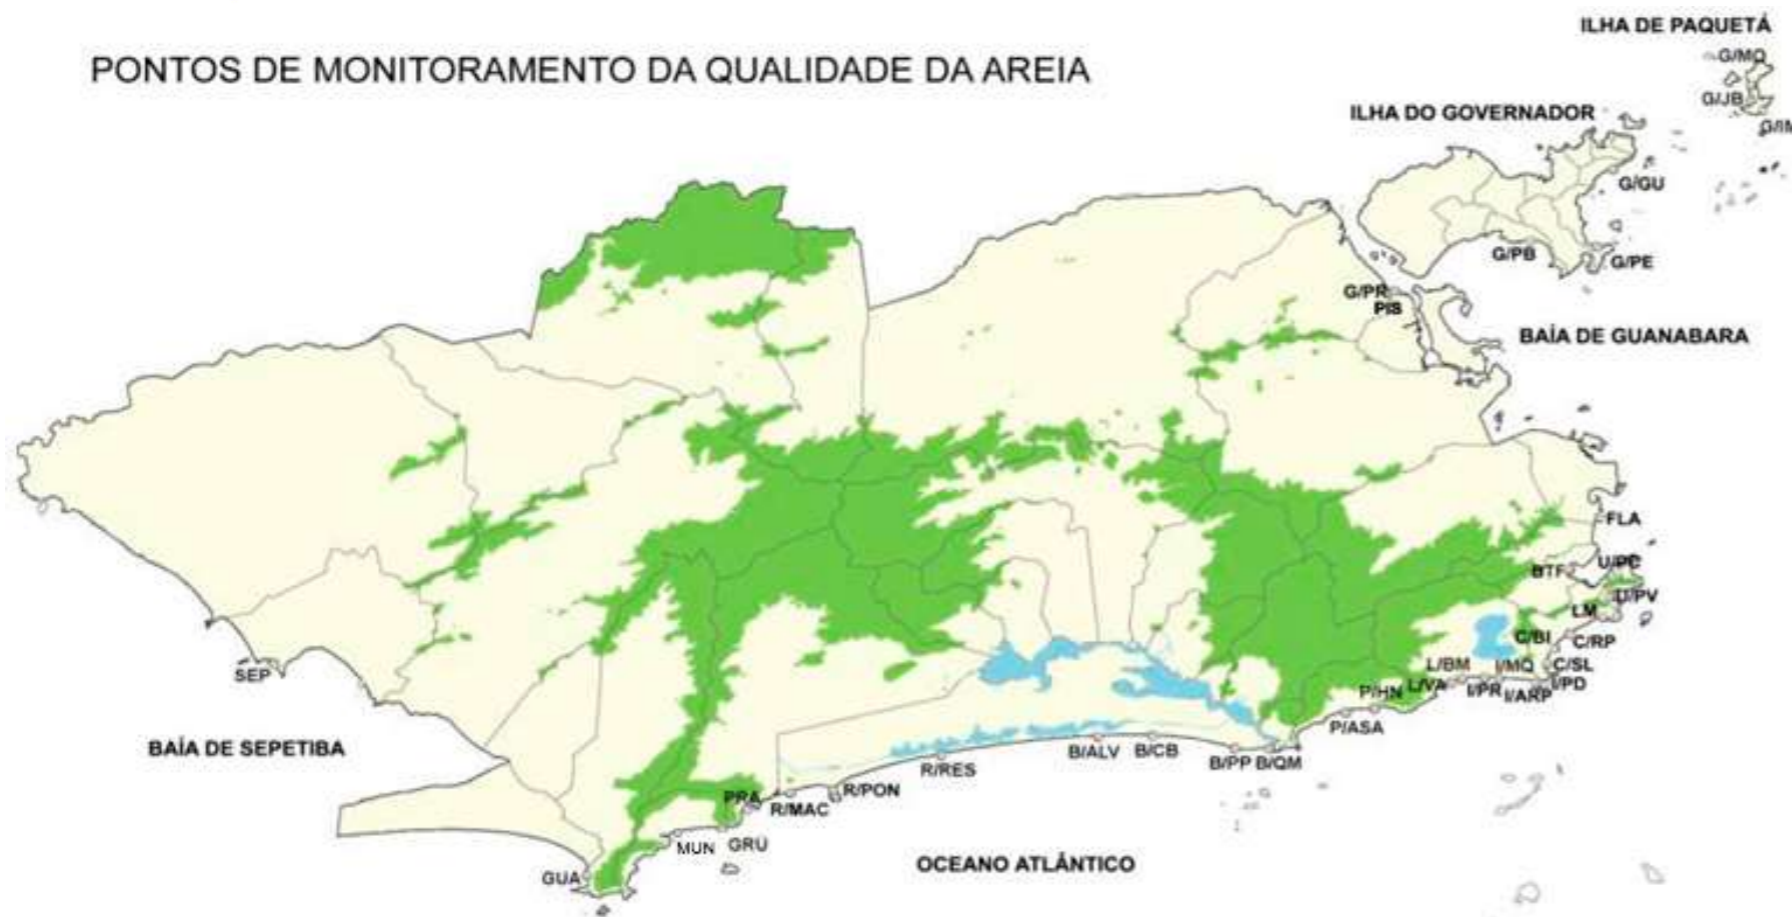 ILHA DE PAQUETÁ
PONTOS DE MONITORAMENTO DA QUALIDADE DA AREIA
G/MO
G/JB
ILHA DO GOVERNADOR
G/IM
G/GU
G/PB
G/PE
G/PR
PIS
BAÍA DE GUANABARA
FLA
U/PC
BTF
U/PV
LM
C/BI
C/RP
L/BM
I/MQ
C/SL
SEP
P/HN
L/VA
I/PR
I/ARP
I/PD
P/ASA
BAÍA DE SEPETIBA
B/ALV
B/CB
B/PP
B/QM
R/RES
R/PON
PRA
R/MAC
MUN
GRU
OCEANO ATLÂNTICO
GUA